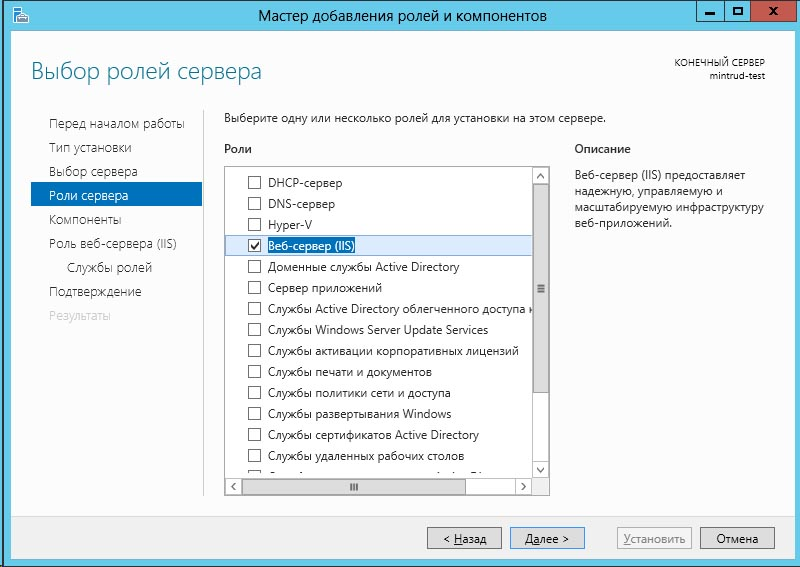 Мастер добавления ролей и компонентов
Выбор ролей сервера
КОНЕЧНЫЙ СЕРВЕР
mintrud-test
Перед началом работы
Тип установки
Выбор сервера
Роли сервера
Компоненты
Роль веб-сервера (IIS)
Службы ролей
Подтверждение
Результаты
Выберите одну или несколько ролей для установки на этом сервере.
Роли
DHCP-сервер
DNS-сервер
Hyper-V
Веб-сервер (IIS)
Доменные службы Active Directory
Сервер приложений
Службы Active Directory облегченного доступа к
Службы Windows Server Update Services
Службы активации корпоративных лицензий
Службы печати и документов
Службы политики сети и доступа
Службы развертывания Windows
Службы сертификатов Active Directory
Службы удаленных рабочих столов
Описание
Веб-сервер (IIS) предоставляет
надежную, управляемую и
масштабируемую инфраструктуру
веб-приложений.
< Назад
Далее >
Установить
Отмена